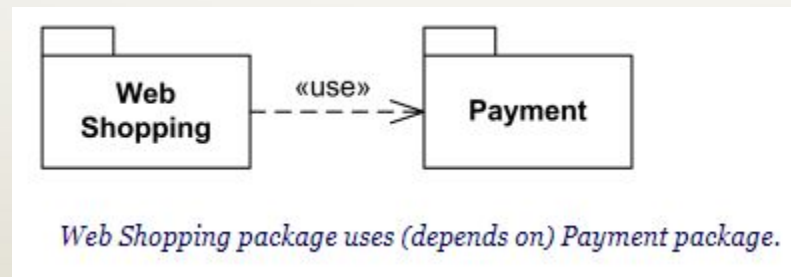 Web
Shopping
«use»
Payment
Web Shopping package uses (depends on) Payment package.